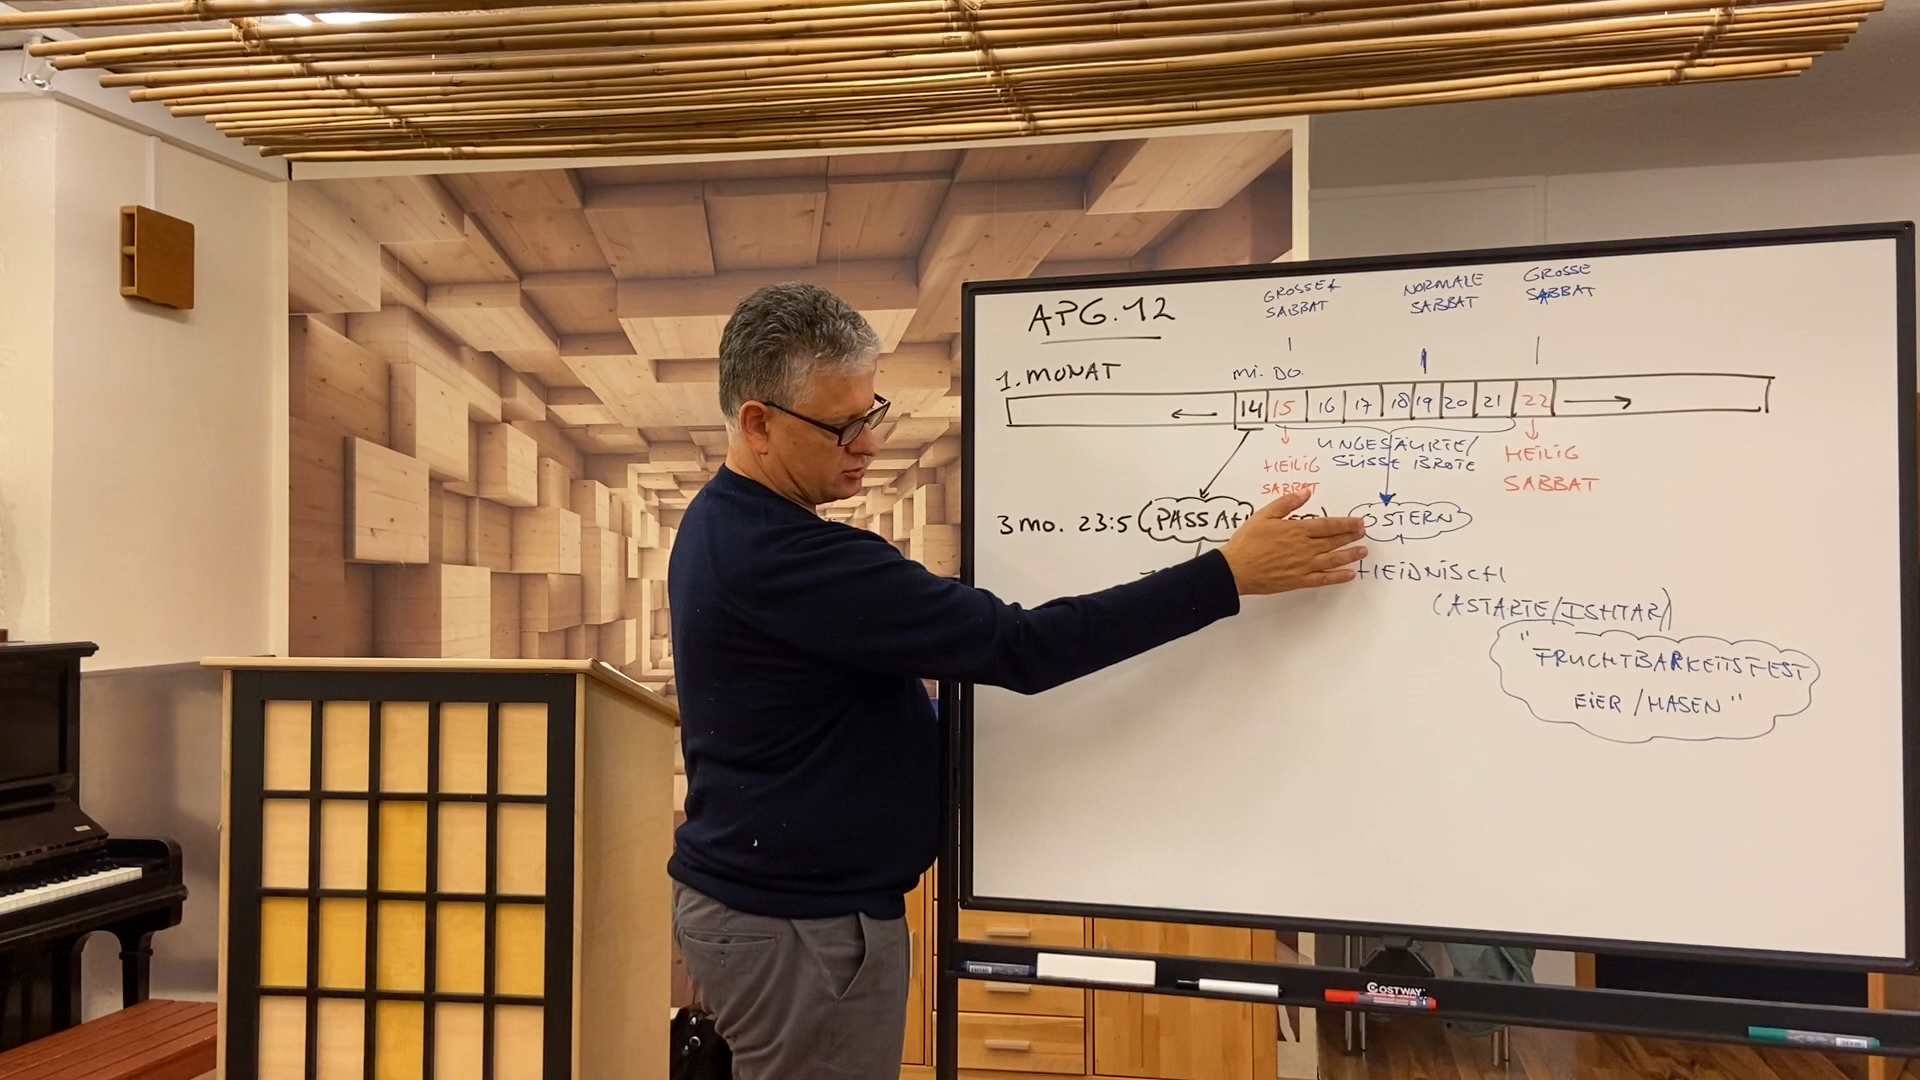 APG. 12
GROSSER
SABBAT
NORMALE
SABBAT
GROSSE
SABBAT
1. MONAT
MI. DO.
14 15 16 17 18 19 20 21 22
UNGESÄURTE/
SÜSSE BROTE
HEILIG
SABBAT
HEILIG
SABBAT
3 MO. 23:5 (PASSAH
OSTERN
HEIDNISCH
(ASTARTE/ISHTAR)
"FRUCHTBARKEITSFEST
EIER / HASEN"
COSTWAY